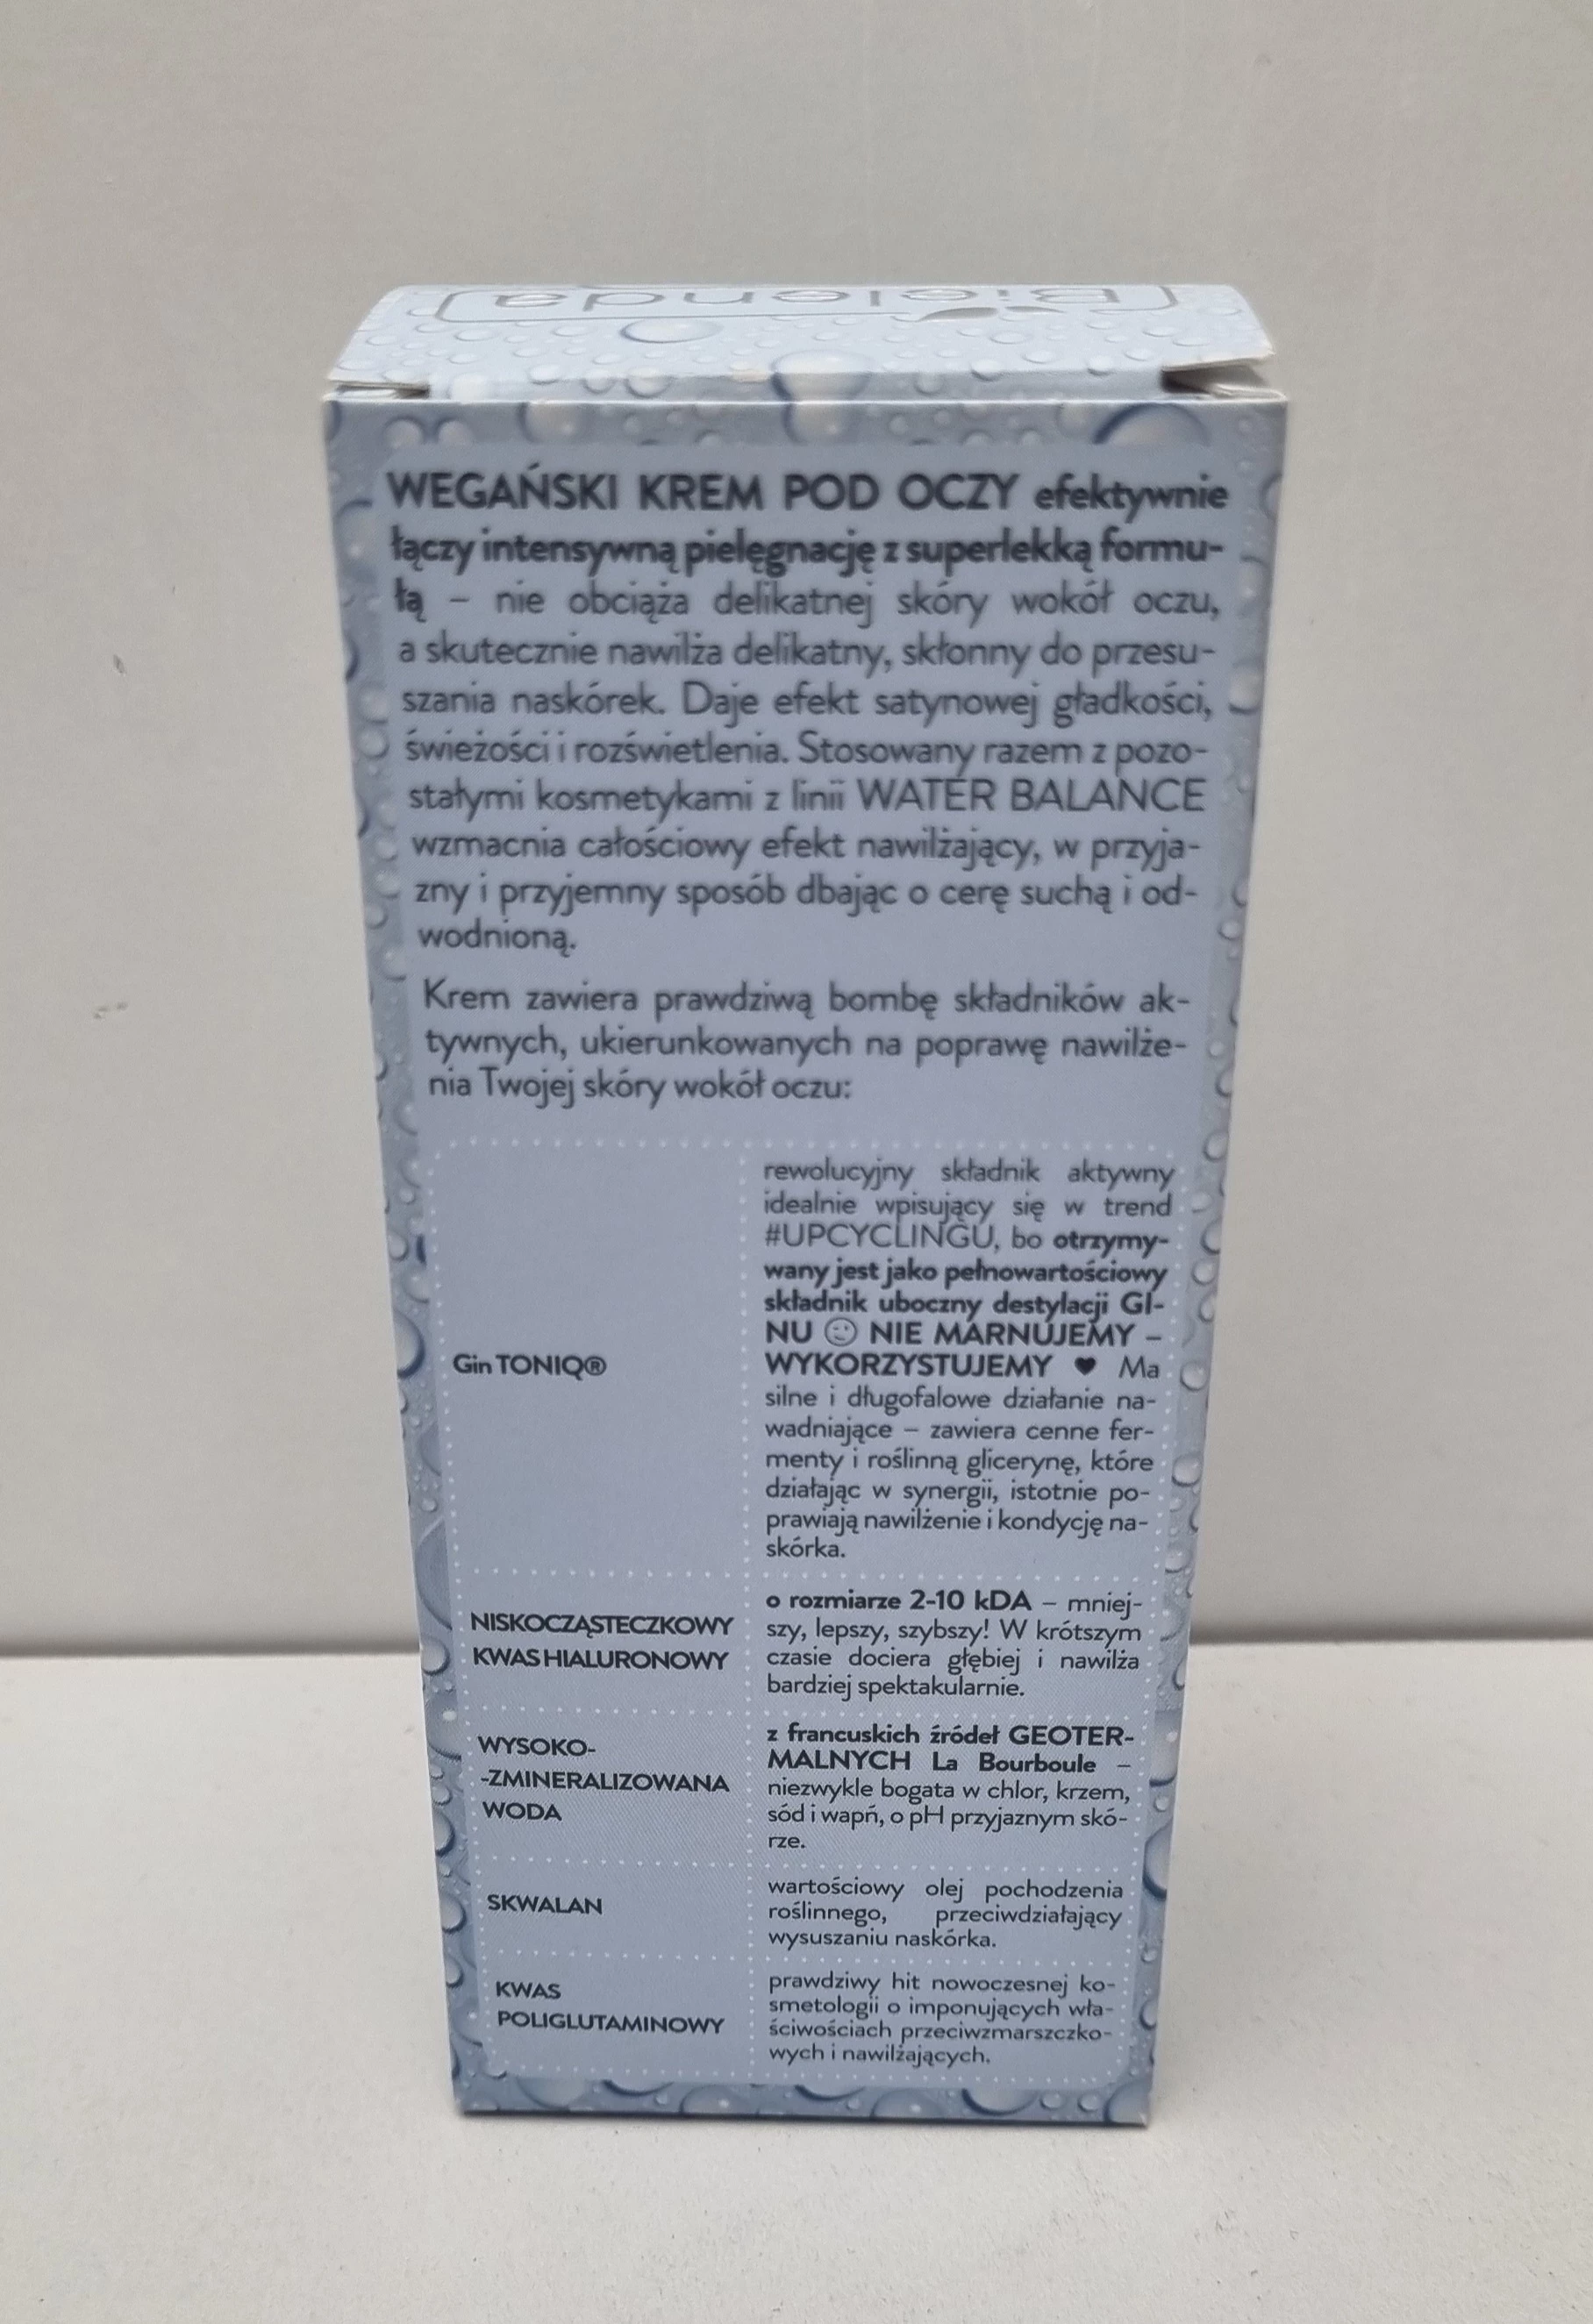 Bielenda
WEGAŃSKI KREM POD OCZY efektywnie
łączy intensywną pielęgnację z superlekką formu-
łą – nie obciąża delikatnej skóry wokół oczu,
a skutecznie nawilża delikatny, skłonny do przesu-
szania naskórek. Daje efekt satynowej gładkości,
świeżości i rozświetlenia. Stosowany razem z pozo-
stałymi kosmetykami z linii WATER BALANCE
wzmacnia całościowy efekt nawilżający, w przyja-
zny i przyjemny sposób dbając o cerę suchą i od-
wodnioną.
Krem zawiera prawdziwą bombę składników ak-
tywnych, ukierunkowanych na poprawę nawilże-
nia Twojej skóry wokół oczu:
Gin TONIQ®
rewolucyjny składnik aktywny
idealnie wpisujący się w trend
#UPCYCLINGU, bo otrzymy-
wany jest jako pełnowartościowy
składnik uboczny destylacji GI-
NU ☺ NIE MARNUJEMY –
WYKORZYSTUJEMY ♥ Ma
silne i długofalowe działanie na-
wadniające – zawiera cenne fer-
menty i roślinną glicerynę, które
działając w synergii, istotnie po-
prawiają nawilżenie i kondycję na-
skórka.
NISKOCZĄSTECZKOWY
KWAS HIALURONOWY
o rozmiarze 2-10 kDA – mniej-
szy, lepszy, szybszy! W krótszym
czasie dociera głębiej i nawilża
bardziej spektakularnie.
WYSOKO-
-ZMINERALIZOWANA
WODA
z francuskich źródeł GEOTER-
MALNYCH La Bourboule –
niezwykle bogata w chlor, krzem,
sód i wapń, o pH przyjaznym skó-
rze.
SKWALAN
wartościowy olej pochodzenia
roślinnego, przeciwdziałający
wysuszaniu naskórka.
KWAS
POLIGLUTAMINOWY
prawdziwy hit nowoczesnej ko-
smetologii o imponujących wła-
ściwościach przeciwzmarszczko-
wych i nawilżających.